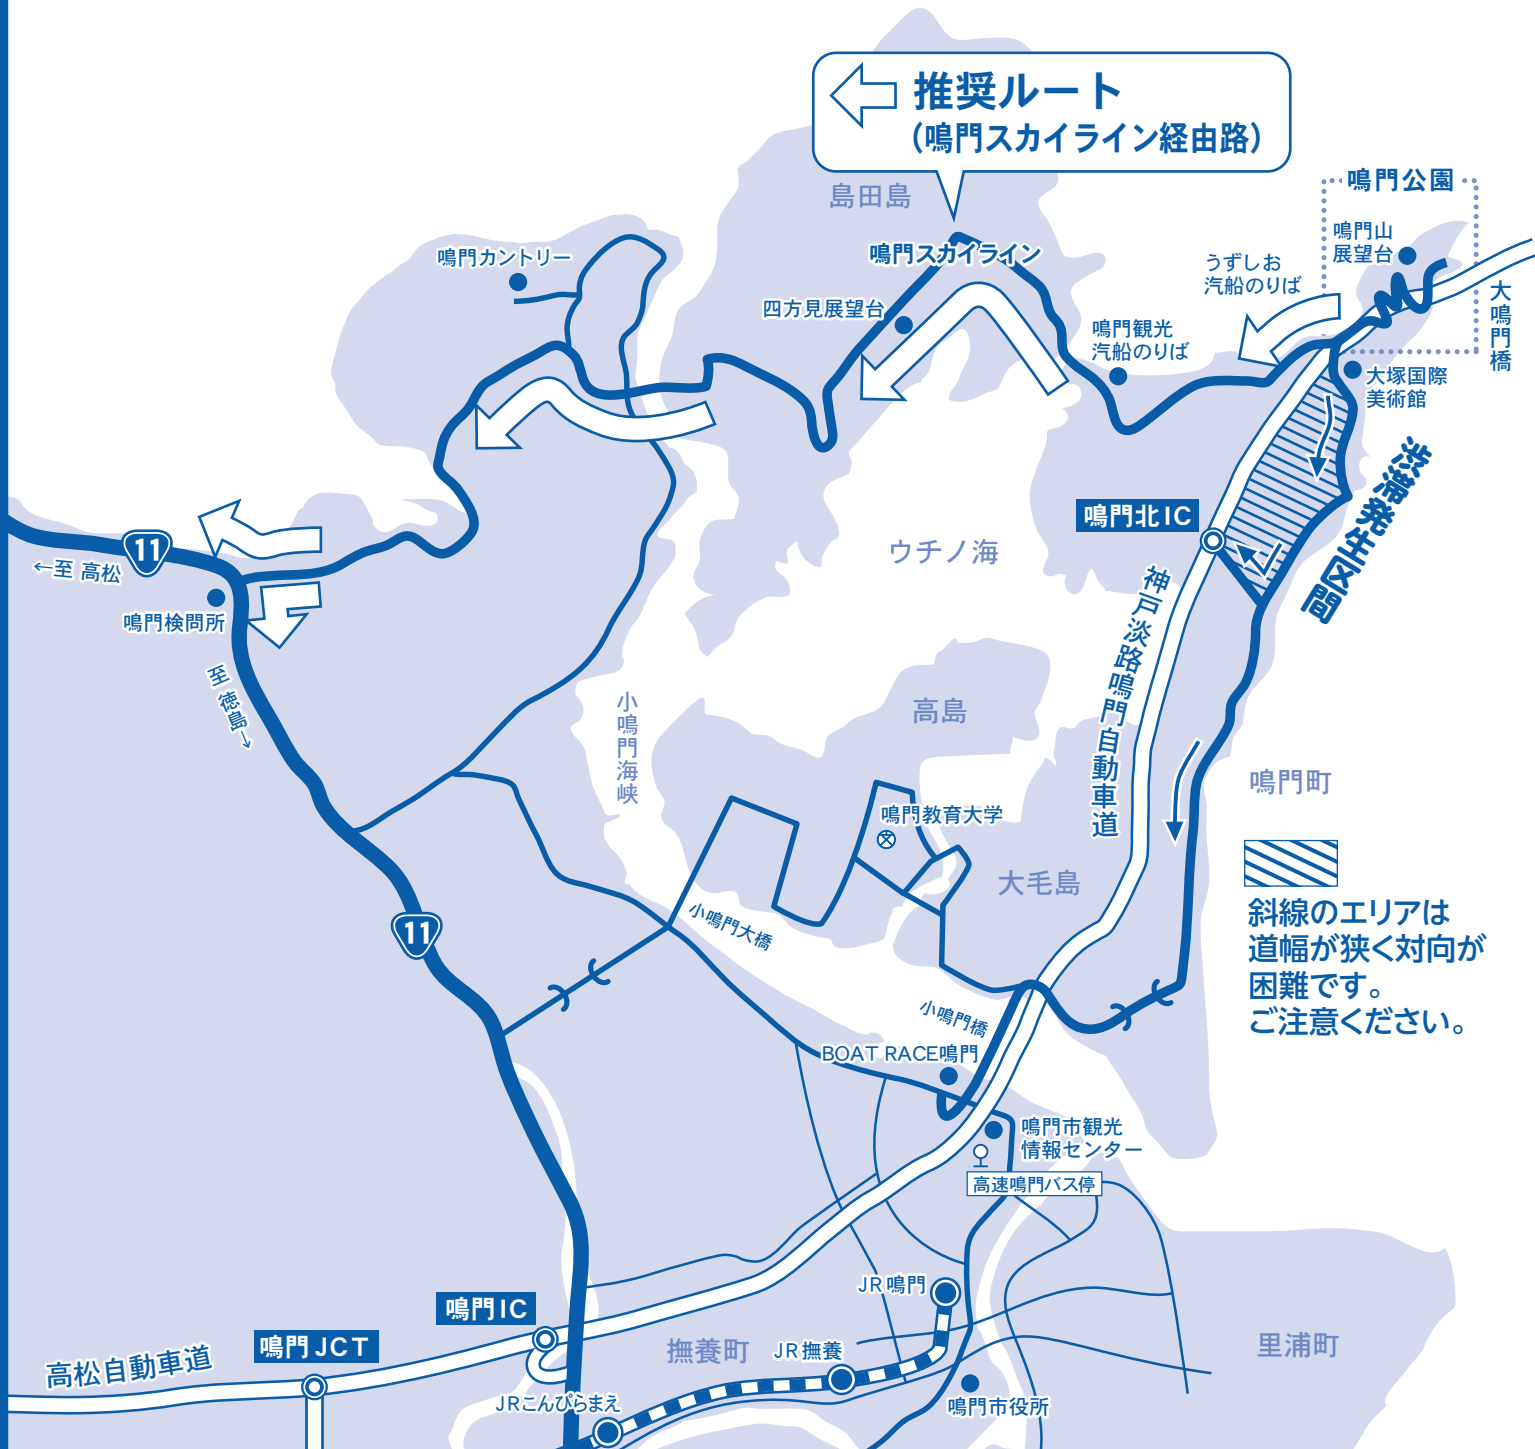 推奨ルート
（鳴門スカイライン経由路）
島田島
鳴門公園
鳴門山
展望台
うずしお
汽船のりば
大鳴門橋
鳴門カントリー
鳴門スカイライン
四方見展望台
鳴門観光
汽船のりば
大塚国際
美術館
渋滞発生区間
鳴門北IC
ウチノ海
神戸淡路鳴門自動車道
11
←至 高松
鳴門検問所
至 徳島→
小鳴門海峡
高島
鳴門町
鳴門教育大学
大毛島
斜線のエリアは
道幅が狭く対向が
困難です。
ご注意ください。
11
小鳴門大橋
小鳴門橋
BOAT RACE鳴門
鳴門市観光
情報センター
高速鳴門バス停
JR鳴門
鳴門IC
鳴門JCT
高松自動車道
撫養町
JR撫養
里浦町
JRこんぴらまえ
鳴門市役所